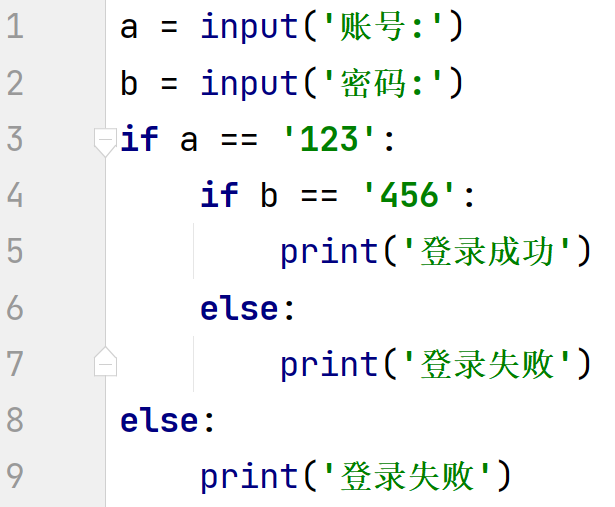 1 a = input('账号:')
2 b = input('密码:')
3 if a == '123':
4     if b == '456':
5         print('登录成功')
6     else:
7         print('登录失败')
8 else:
9     print('登录失败')